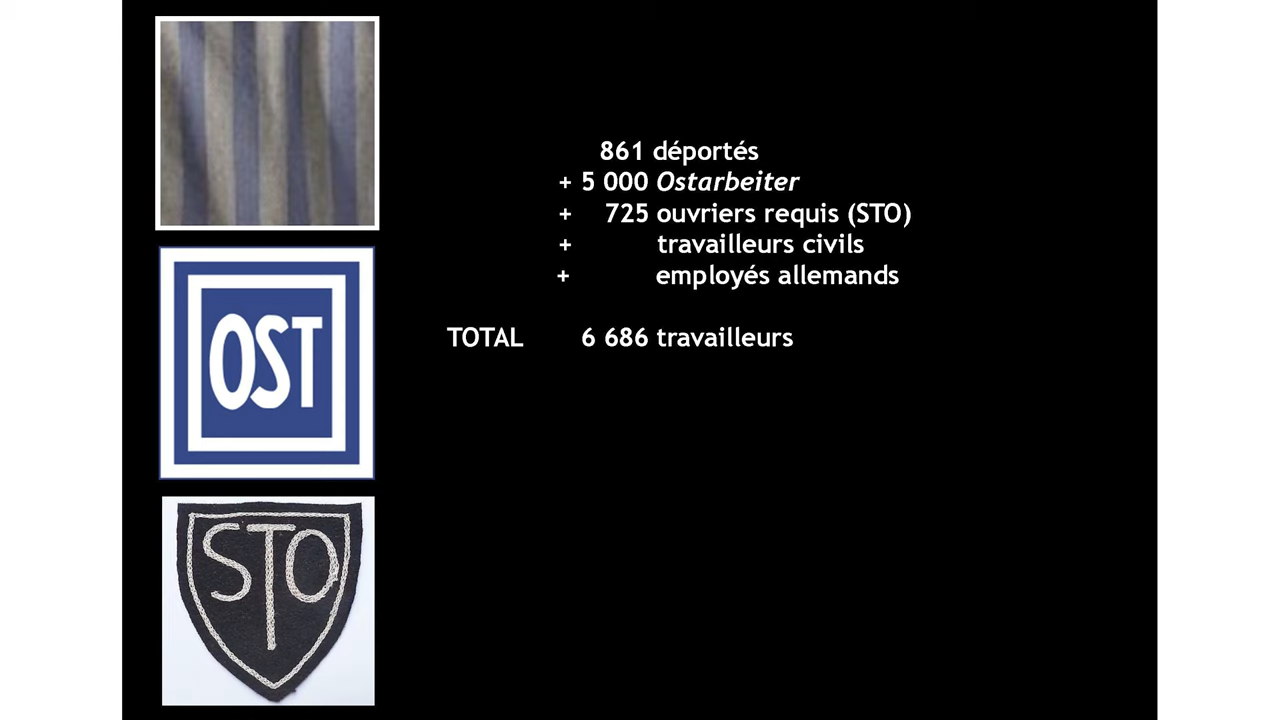 861 déportés
+ 5 000 Ostarbeiter
+ 725 ouvriers requis (STO)
+ travailleurs civils
+ employés allemands
TOTAL 6 686 travailleurs
OST
STO